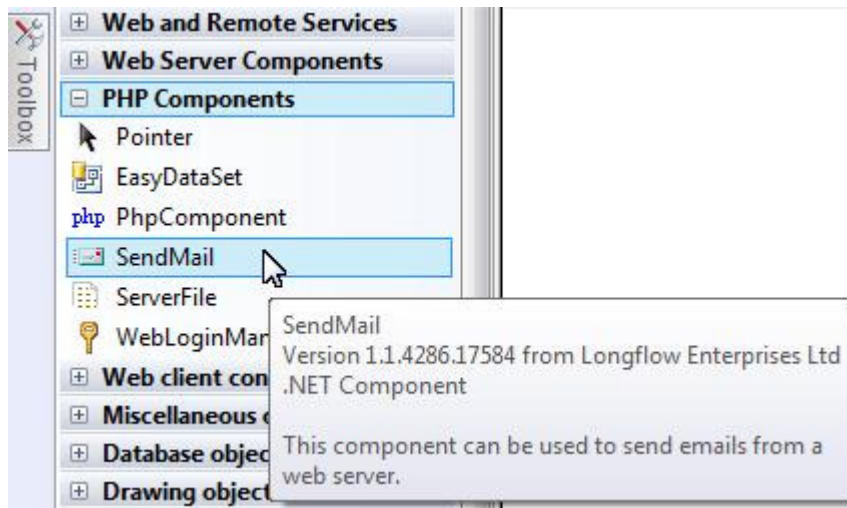 Toolbox
Web and Remote Services
Web Server Components
PHP Components
Pointer
EasyDataSet
php PhpComponent
SendMail
ServerFile
WebLoginMan
Web client con
Miscellaneous
Database objec
Drawing object
SendMail
Version 1.1.4286.17584 from Longflow Enterprises Ltd
.NET Component
This component can be used to send emails from a
web server.